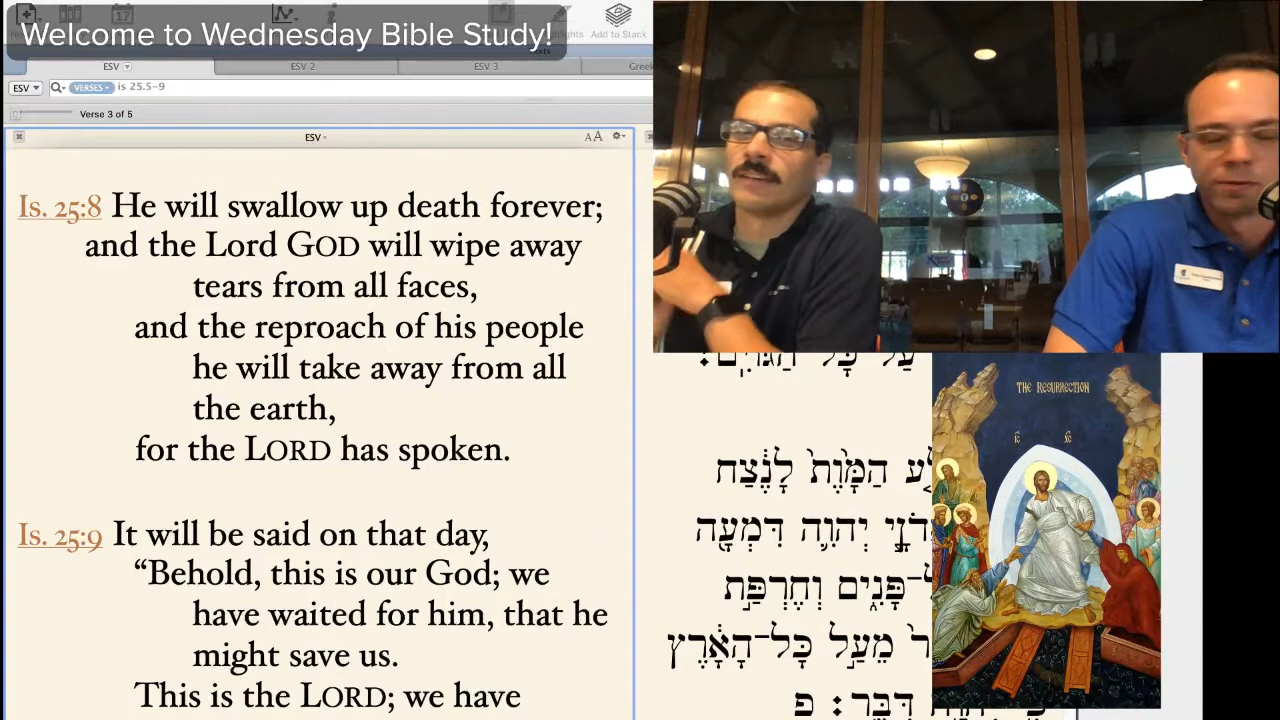 Welcome to Wednesday Bible Study!
17
Add to Stack
ESV
ESV 2
ESV 3
ESV
VERSES
is 25.5-9
Verse 3 of 5
ESV
AA
Is. 25:8 He will swallow up death forever;
and the Lord GOD will wipe away
tears from all faces,
and the reproach of his people
he will take away from all
the earth,
for the LORD has spoken.
Is. 25:9 It will be said on that day,
“Behold, this is our God; we
have waited for him, that he
might save us.
This is the LORD; we have
הַמָּ֙וֶת֙ לָנֶ֔צַח
יְהוִ֛ה דִּמְעָ֖ה
פָּנִ֑ים וְחֶרְפַּ֣ת
מֵעַ֣ל כָּל־הָאָ֔רֶץ
דִּבֵּֽר׃ פ
THE RESURRECTION